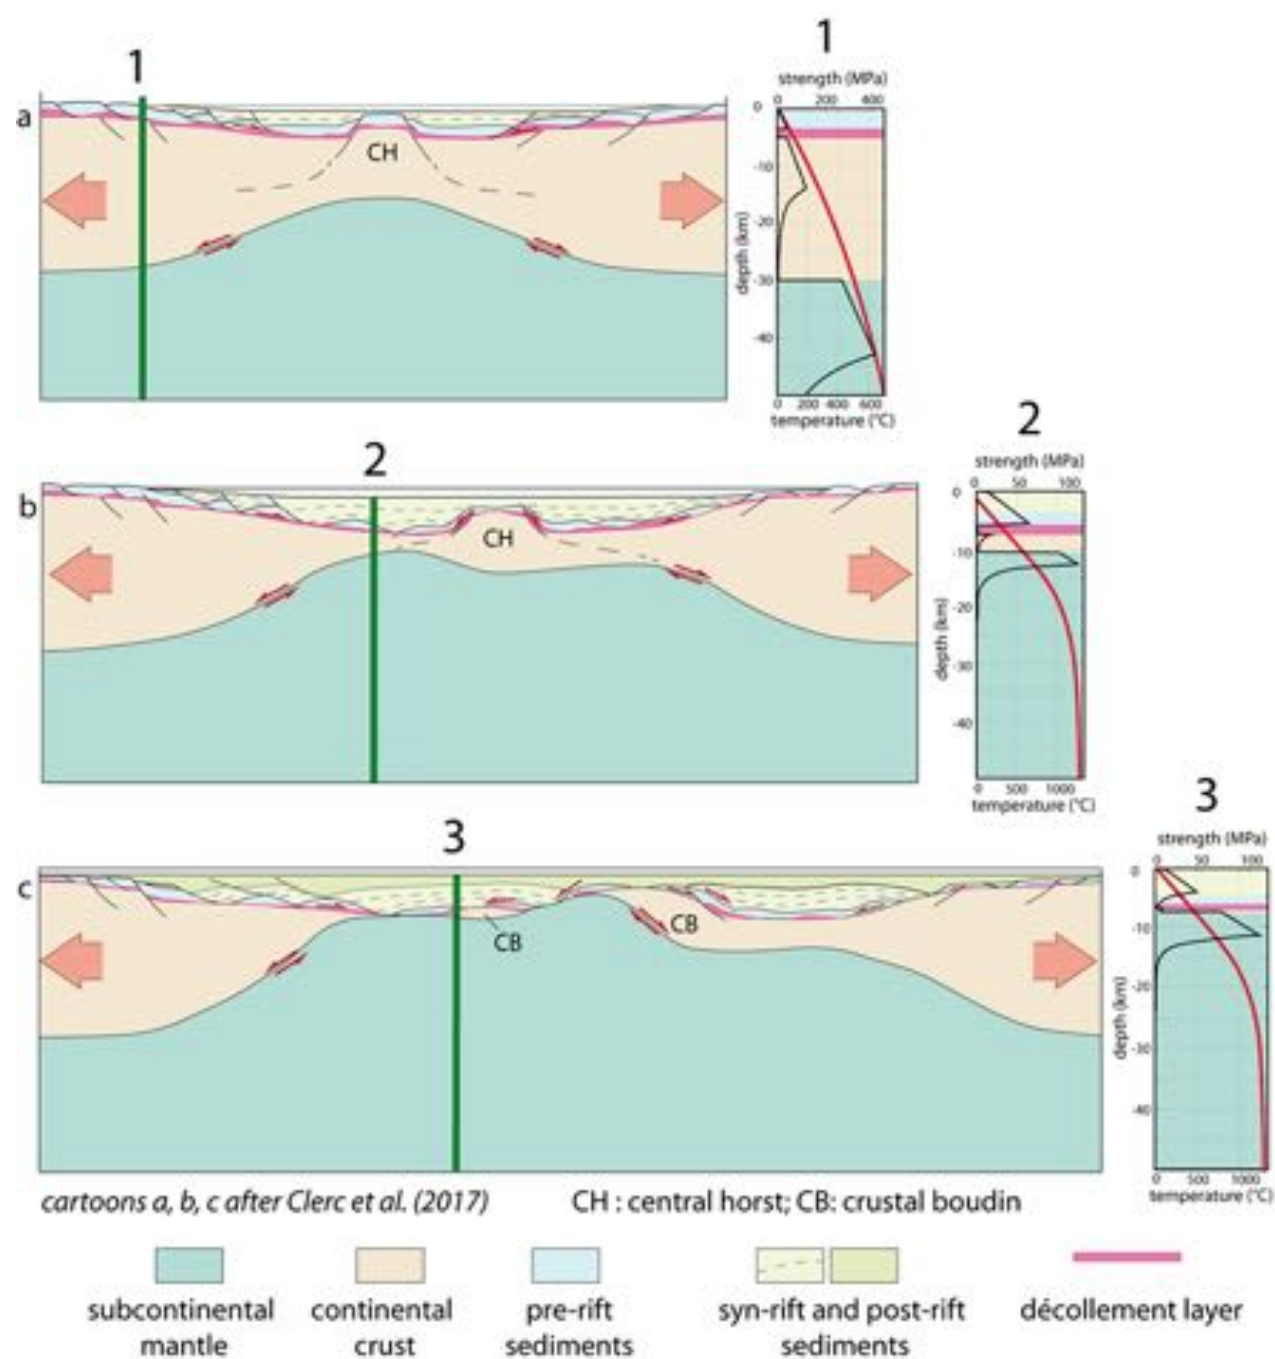 1
a
CH
1
strength (MPa)
0 200 400
0
-10
-20
-30
-40
depth (km)
0 200 400 600
temperature (°C)
2
b
CH
2
strength (MPa)
0 50 100
0
-10
-20
-30
-40
depth (km)
0 500 1000
temperature (°C)
3
c
CB
CB
3
strength (MPa)
0 50 100
0
-10
-20
-30
-40
depth (km)
0 500 1000
temperature (°C)
cartoons a, b, c after Clerc et al. (2017)
CH : central horst; CB: crustal boudin
subcontinental
mantle
continental
crust
pre-rift
sediments
syn-rift and post-rift
sediments
décollement layer